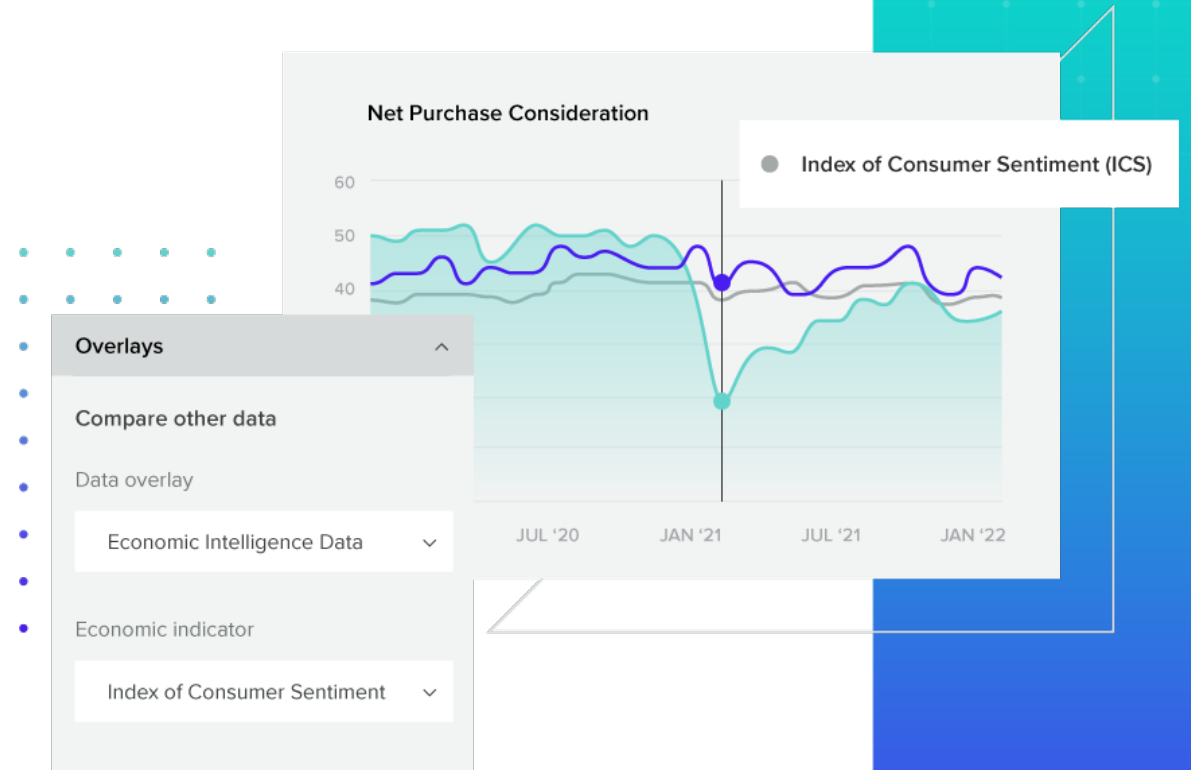 Net Purchase Consideration
Index of Consumer Sentiment (ICS)
60
50
40
JUL ‘20
JAN ‘21
JUL ‘21
JAN ‘22
Overlays
Compare other data
Data overlay
Economic Intelligence Data
Economic indicator
Index of Consumer Sentiment